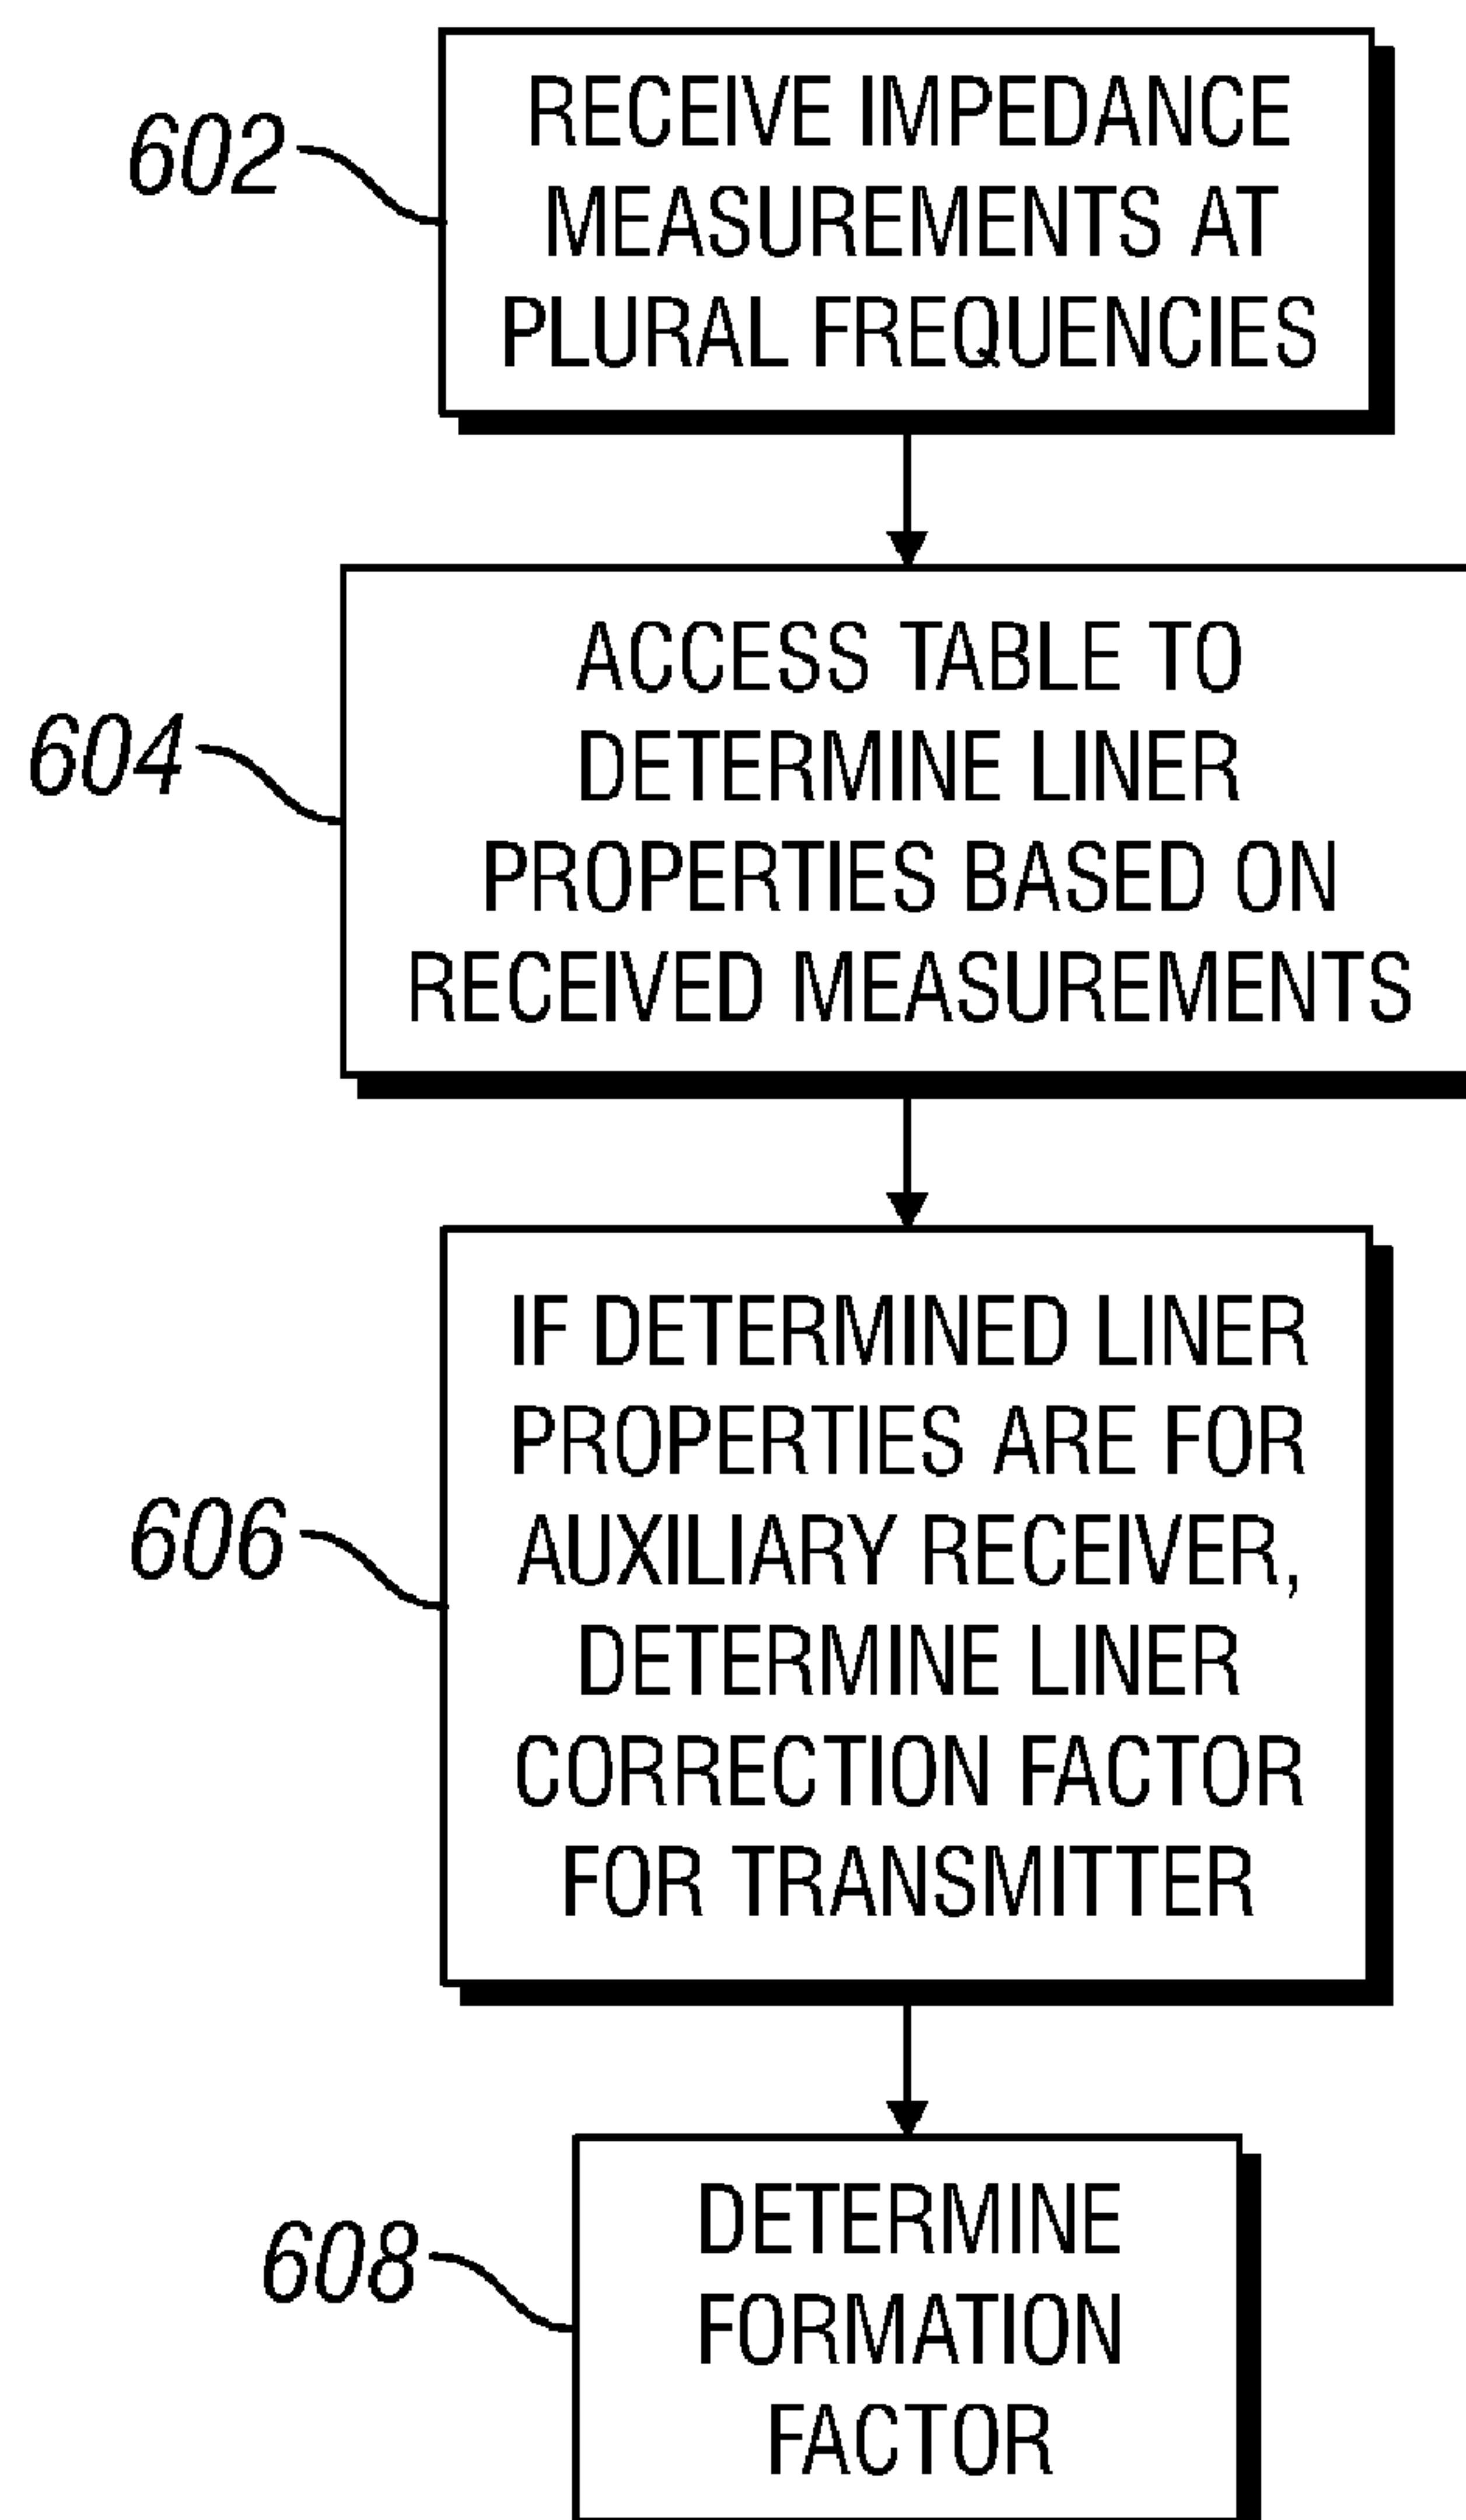 602
RECEIVE IMPEDANCE
MEASUREMENTS AT
PLURAL FREQUENCIES
604
ACCESS TABLE TO
DETERMINE LINER
PROPERTIES BASED ON
RECEIVED MEASUREMENTS
606
IF DETERMINED LINER
PROPERTIES ARE FOR
AUXILIARY RECEIVER,
DETERMINE LINER
CORRECTION FACTOR
FOR TRANSMITTER
608
DETERMINE
FORMATION
FACTOR